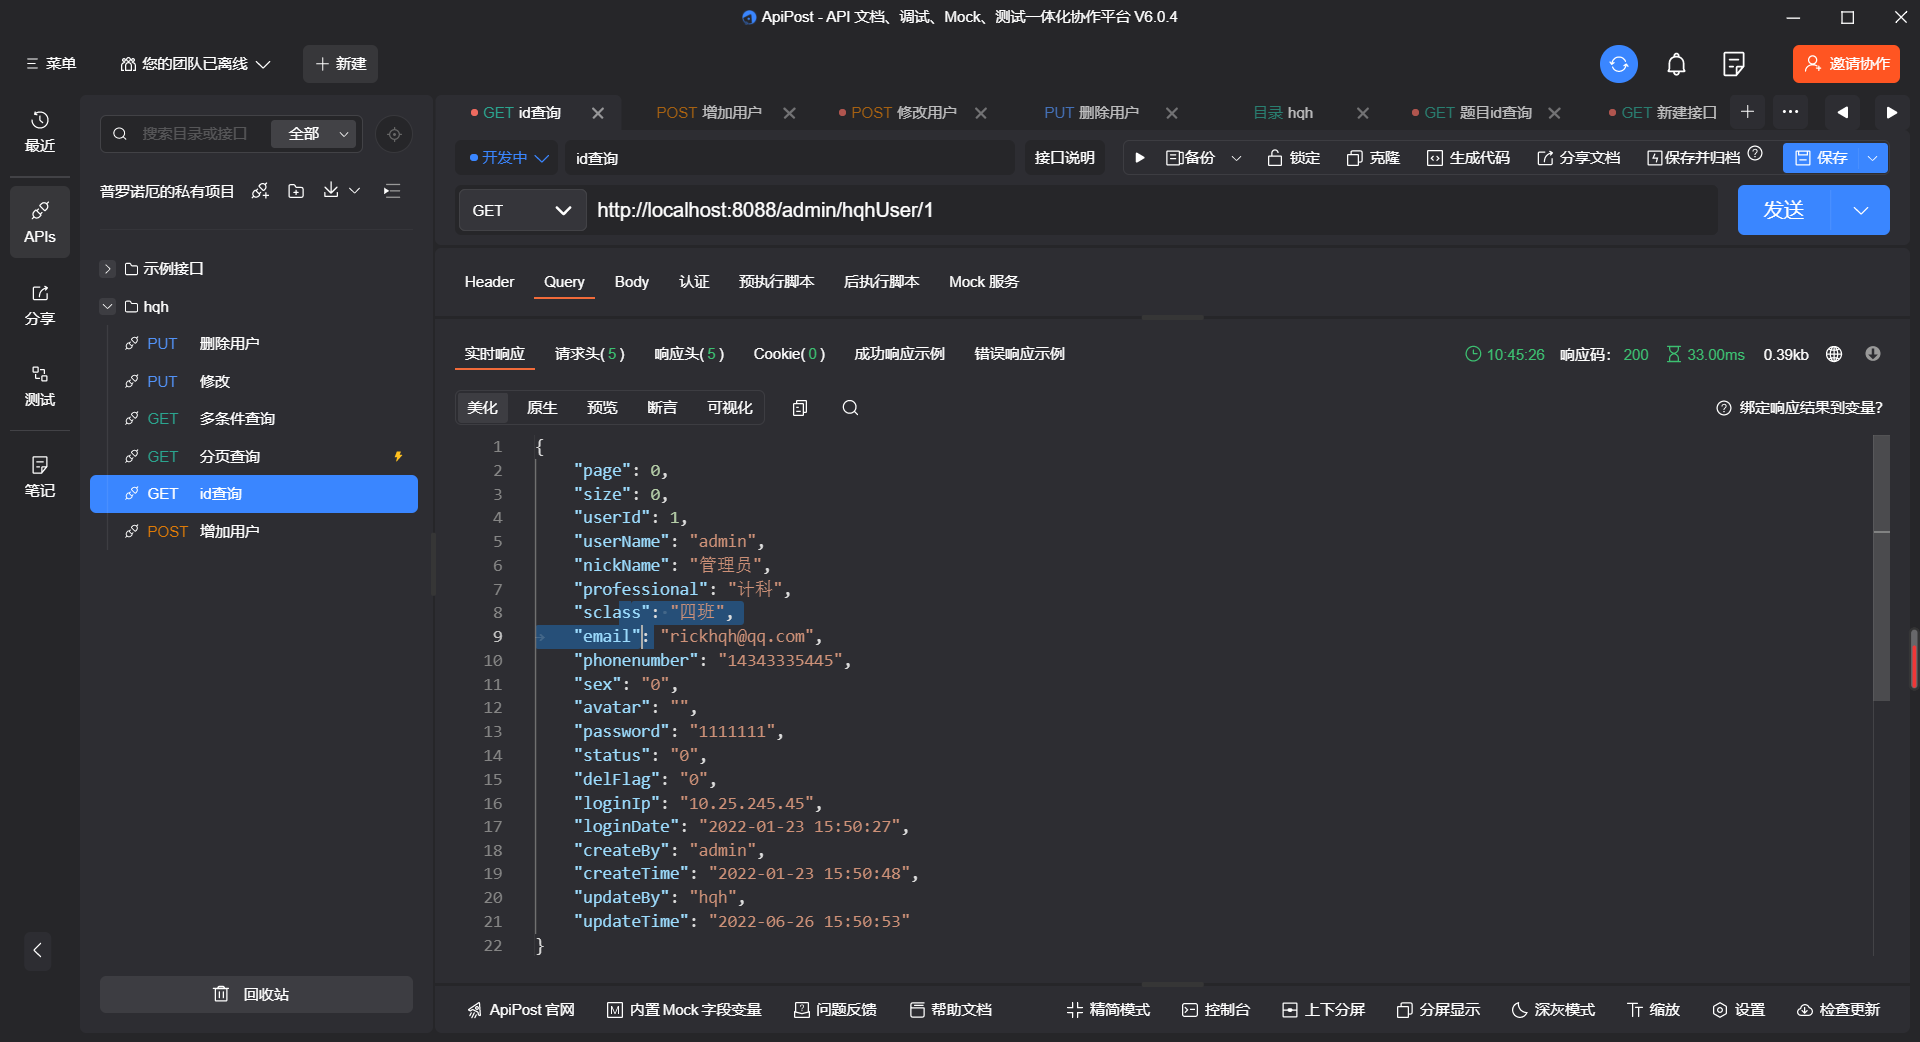 ApiPost - API 文档、调试、Mock、测试一体化协作平台 V6.0.4
菜单 您的团队已离线 新建 邀请协作
最近
APIs
分享
测试
笔记
搜索目录或接口 全部
普罗诺厄的私有项目
示例接口
hqh
PUT 删除用户
PUT 修改
GET 多条件查询
GET 分页查询
GET id查询
POST 增加用户
回收站
GET id查询 POST 增加用户 POST 修改用户 PUT 删除用户 目录 hqh GET 题目id查询 GET 新建接口
开发中 id查询 接口说明 备份 锁定 克隆 生成代码 分享文档 保存并归档 保存
GET http://localhost:8088/admin/hqhUser/1 发送
Header Query Body 认证 预执行脚本 后执行脚本 Mock 服务
实时响应 请求头(5) 响应头(5) Cookie(0) 成功响应示例 错误响应示例 10:45:26 响应码: 200 33.00ms 0.39kb
美化 原生 预览 断言 可视化 绑定响应结果到变量?
1 {
2 "page": 0,
3 "size": 0,
4 "userId": 1,
5 "userName": "admin",
6 "nickName": "管理员",
7 "professional": "计科",
8 "sclass": "四班",
9 "email": "rickhqh@qq.com",
10 "phonenumber": "14343335445",
11 "sex": "0",
12 "avatar": "",
13 "password": "1111111",
14 "status": "0",
15 "delFlag": "0",
16 "loginIp": "10.25.245.45",
17 "loginDate": "2022-01-23 15:50:27",
18 "createBy": "admin",
19 "createTime": "2022-01-23 15:50:48",
20 "updateBy": "hqh",
21 "updateTime": "2022-06-26 15:50:53"
22 }
ApiPost 官网 内置 Mock 字段变量 问题反馈 帮助文档 精简模式 控制台 上下分屏 分屏显示 深灰模式 缩放 设置 检查更新